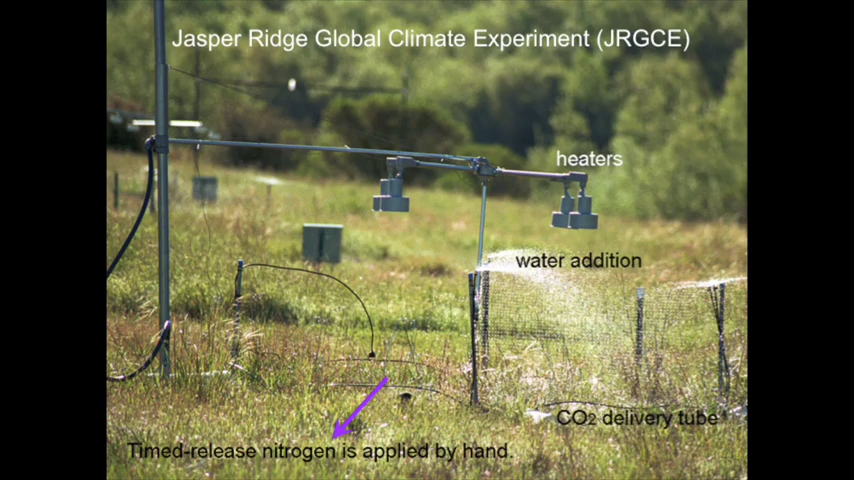 Jasper Ridge Global Climate Experiment (JRGCE)
heaters
water addition
CO2 delivery tube
Timed-release nitrogen is applied by hand.